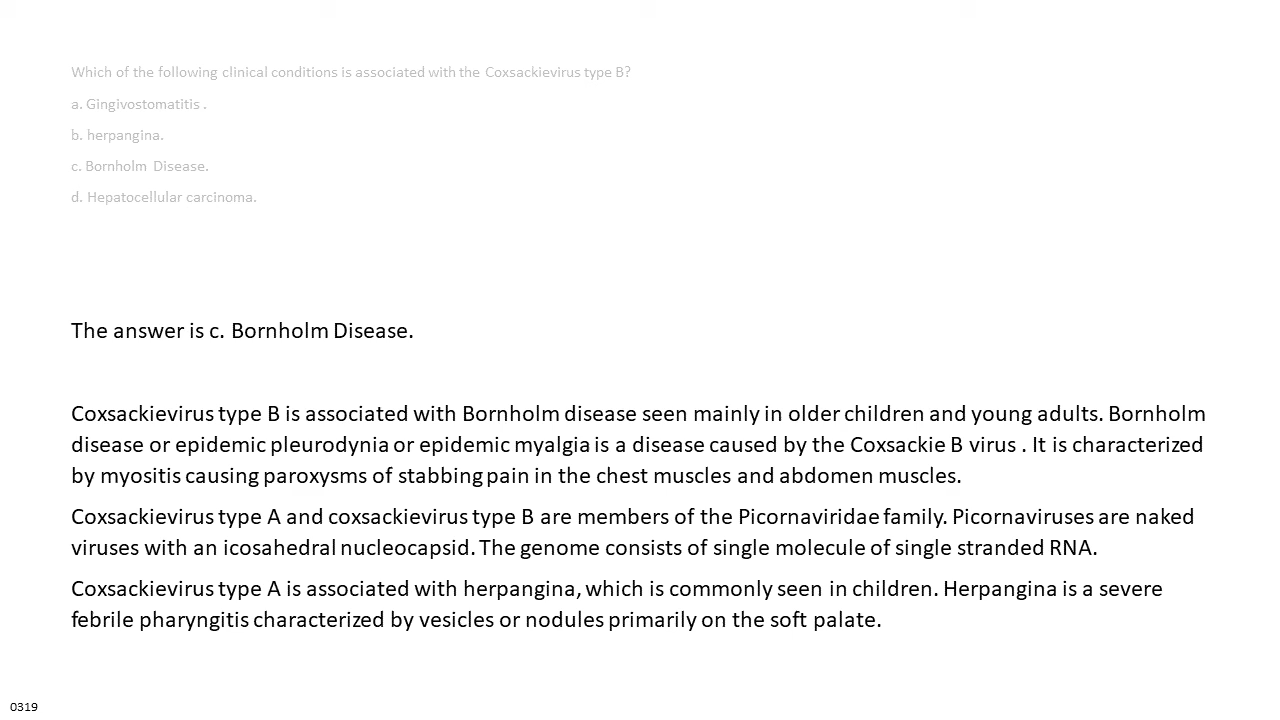 Which of the following clinical conditions is associated with the Coxsackievirus type B?
a. Gingivostomatitis .
b. herpangina.
c. Bornholm Disease.
d. Hepatocellular carcinoma.
The answer is c. Bornholm Disease.
Coxsackievirus type B is associated with Bornholm disease seen mainly in older children and young adults. Bornholm
disease or epidemic pleurodynia or epidemic myalgia is a disease caused by the Coxsackie B virus . It is characterized
by myositis causing paroxysms of stabbing pain in the chest muscles and abdomen muscles.
Coxsackievirus type A and coxsackievirus type B are members of the Picornaviridae family. Picornaviruses are naked
viruses with an icosahedral nucleocapsid. The genome consists of single molecule of single stranded RNA.
Coxsackievirus type A is associated with herpangina, which is commonly seen in children. Herpangina is a severe
febrile pharyngitis characterized by vesicles or nodules primarily on the soft palate.
0319